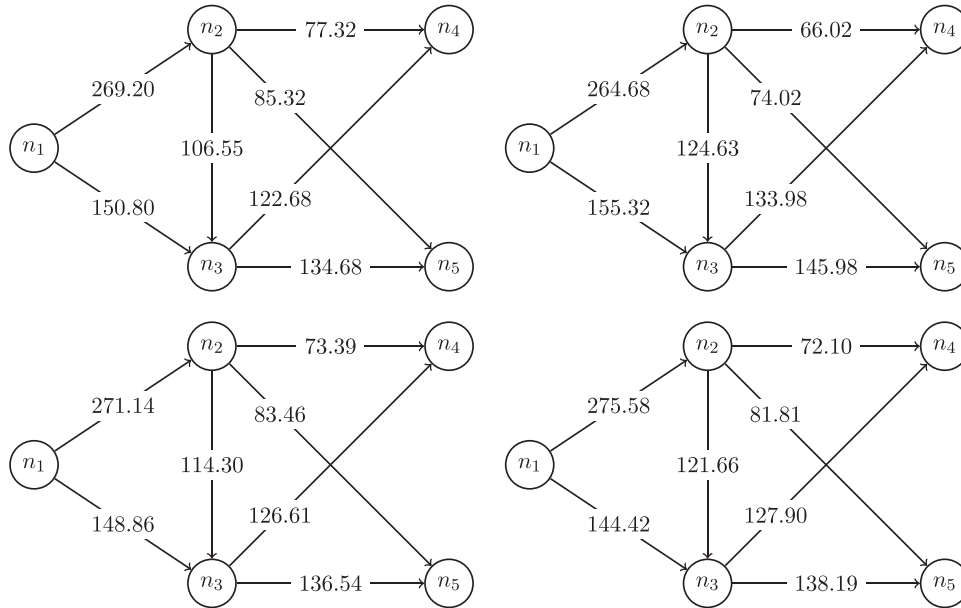 n2 77.32 n4
269.20 85.32
n1 106.55
150.80 122.68
n3 134.68 n5
n2 66.02 n4
264.68 74.02
n1 124.63
155.32 133.98
n3 145.98 n5
n2 73.39 n4
271.14 83.46
n1 114.30
148.86 126.61
n3 136.54 n5
n2 72.10 n4
275.58 81.81
n1 121.66
144.42 127.90
n3 138.19 n5